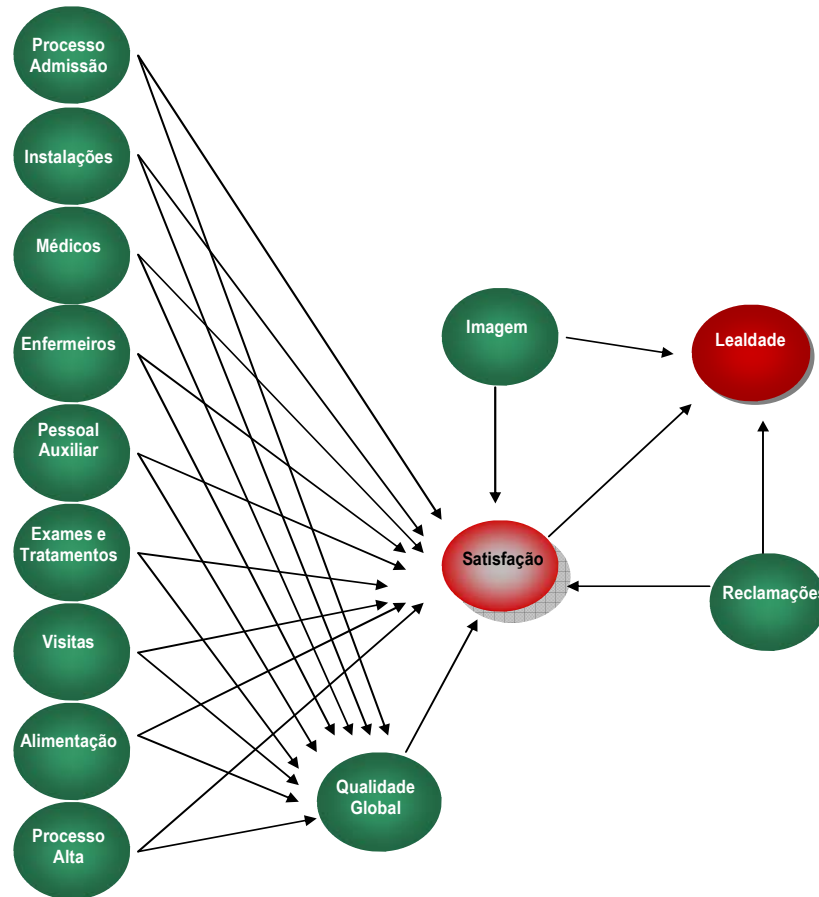 Processo
Admissão
Instalações
Médicos
Enfermeiros
Pessoal
Auxiliar
Exames e
Tratamentos
Visitas
Alimentação
Processo
Alta
Imagem
Lealdade
Satisfação
Reclamações
Qualidade
Global